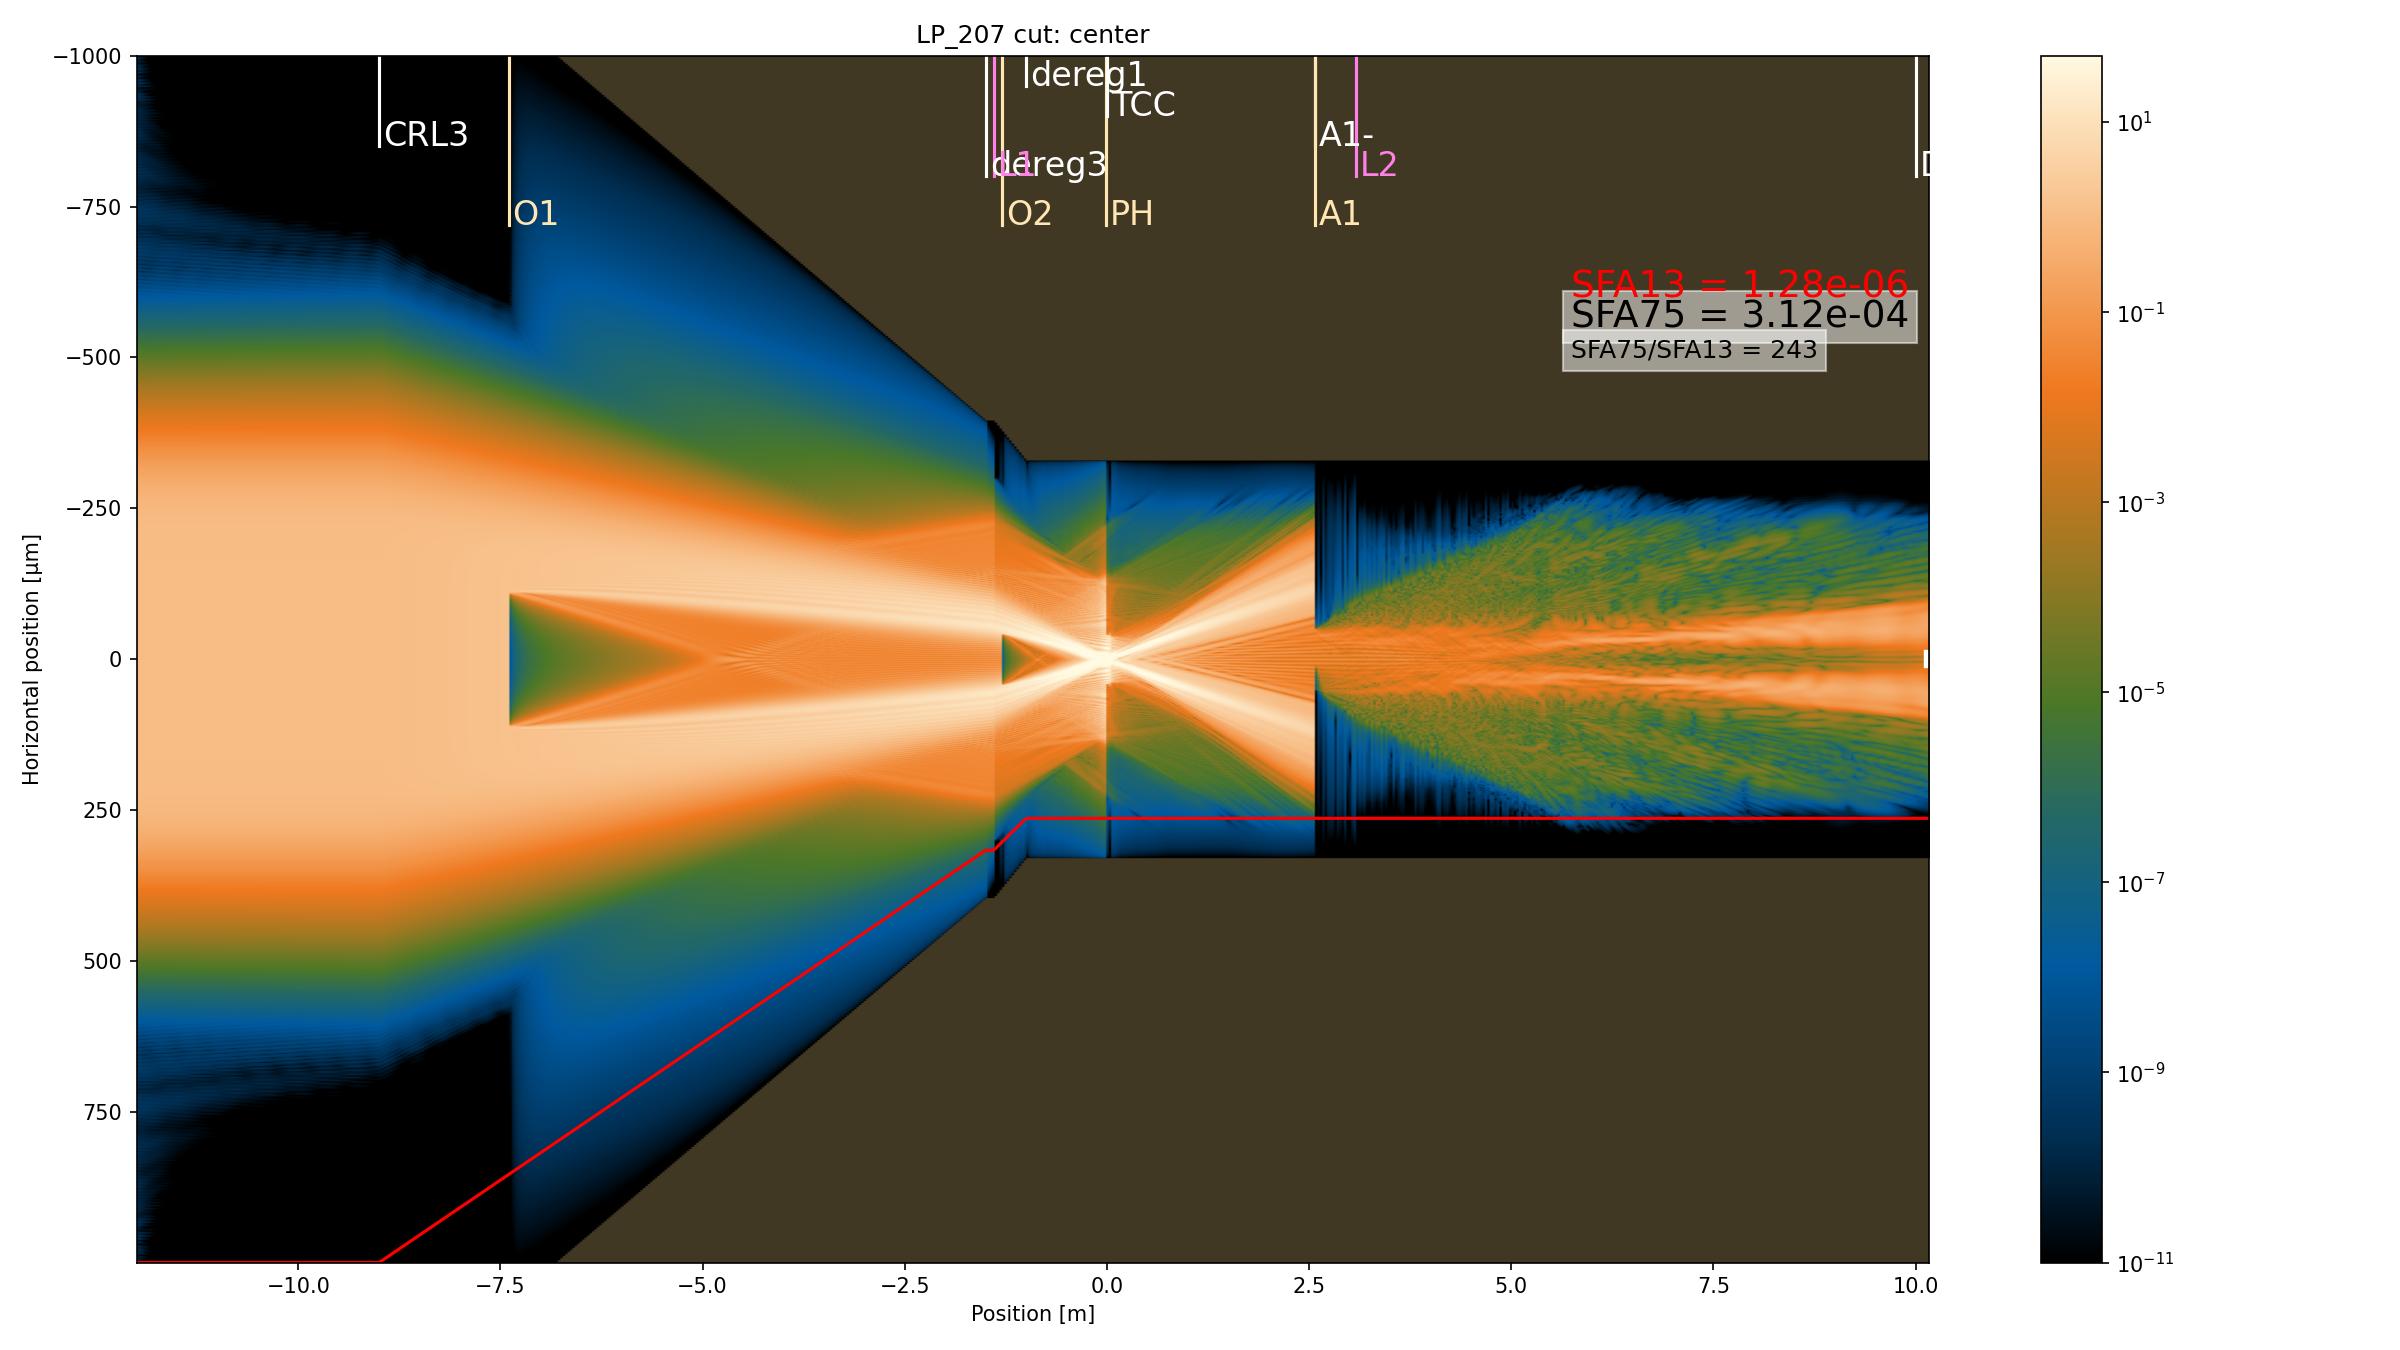 LP_207 cut: center
−1000
−750
−500
−250
0
250
500
750
Horizontal position [µm]
dereg1
TCC
CRL3
A1-
dereg3
L1
L2
D
O1
O2
PH
A1
SFA13 = 1.28e-06
SFA75 = 3.12e-04
SFA75/SFA13 = 243
−10.0 −7.5 −5.0 −2.5 0.0 2.5 5.0 7.5 10.0
Position [m]
10¹
10⁻¹
10⁻³
10⁻⁵
10⁻⁷
10⁻⁹
10⁻¹¹